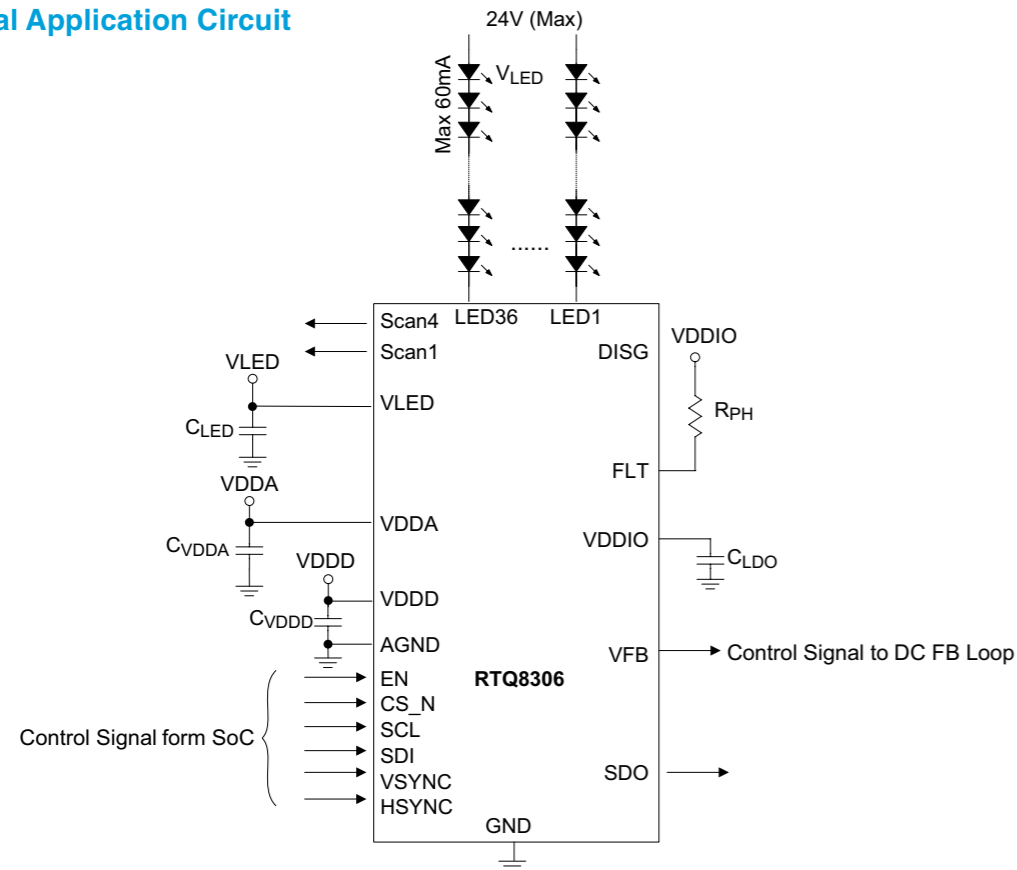 al Application Circuit
24V (Max)
Max 60mA
VLED
......
LED36 LED1
Scan4
Scan1
DISG
VDDIO
VLED
VLED
RPH
CLED
FLT
VDDA
VDDA
CVDDA
VDDIO
CLDO
VDDD
VDDD
CVDDD
AGND
VFB
Control Signal to DC FB Loop
EN
RTQ8306
CS_N
SCL
Control Signal form SoC
SDI
VSYNC
SDO
HSYNC
GND